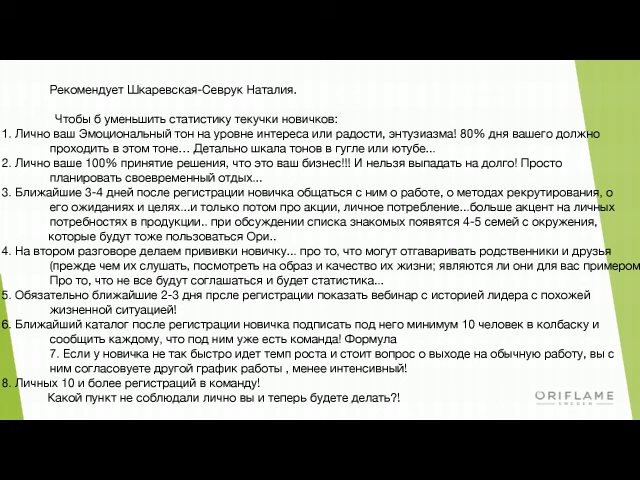 Рекомендует Шкаревская-Севрук Наталия.
Чтобы б уменьшить статистику текучки новичков:
1. Лично ваш Эмоциональный тон на уровне интереса или радости, энтузиазма! 80% дня вашего должно
проходить в этом тоне… Детально шкала тонов в гугле или ютубе...
2. Лично ваше 100% принятие решения, что это ваш бизнес!!! И нельзя выпадать на долго! Просто
планировать своевременный отдых...
3. Ближайшие 3-4 дней после регистрации новичка общаться с ним о работе, о методах рекрутирования, о
его ожиданиях и целях...и только потом про акции, личное потребление...больше акцент на личных
потребностях в продукции.. при обсуждении списка знакомых появятся 4-5 семей с окружения,
которые будут тоже пользоваться Ори..
4. На втором разговоре делаем прививки новичку... про то, что могут отгаваривать родственники и друзья
(прежде чем их слушать, посмотреть на образ и качество их жизни; являются ли они для вас примером
Про то, что не все будут соглашаться и будет статистика...
5. Обязательно ближайшие 2-3 дня прсле регистрации показать вебинар с историей лидера с похожей
жизненной ситуацией!
6. Ближайший каталог после регистрации новичка подписать под него минимум 10 человек в колбаску и
сообщить каждому, что под ним уже есть команда! Формула
7. Если у новичка не так быстро идет темп роста и стоит вопрос о выходе на обычную работу, вы с
ним согласовуете другой график работы , менее интенсивный!
8. Личных 10 и более регистраций в команду!
Какой пункт не соблюдали лично вы и теперь будете делать?!
ORIFLAME
SWEDEN